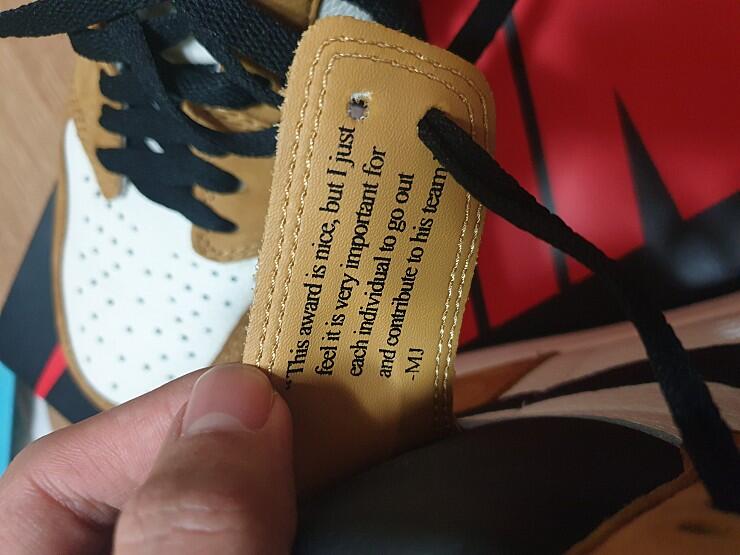 “This award is nice, but I just
feel it is very important for
each individual to go out
and contribute to his team
-MJ